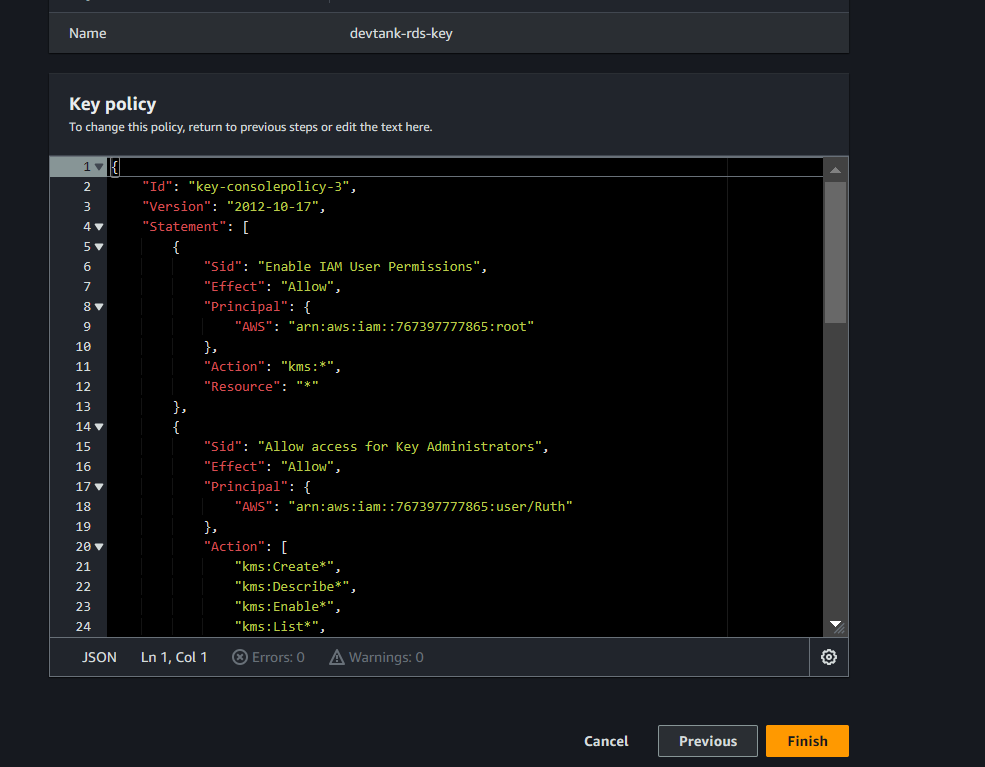 Name devtank-rds-key
Key policy
To change this policy, return to previous steps or edit the text here.
1 {
2 "Id": "key-consolepolicy-3",
3 "Version": "2012-10-17",
4 "Statement": [
5 {
6 "Sid": "Enable IAM User Permissions",
7 "Effect": "Allow",
8 "Principal": {
9 "AWS": "arn:aws:iam::767397777865:root"
10 },
11 "Action": "kms:*",
12 "Resource": "*"
13 },
14 {
15 "Sid": "Allow access for Key Administrators",
16 "Effect": "Allow",
17 "Principal": {
18 "AWS": "arn:aws:iam::767397777865:user/Ruth"
19 },
20 "Action": [
21 "kms:Create*",
22 "kms:Describe*",
23 "kms:Enable*",
24 "kms:List*",
JSON Ln 1, Col 1 Errors: 0 Warnings: 0
Cancel Previous Finish